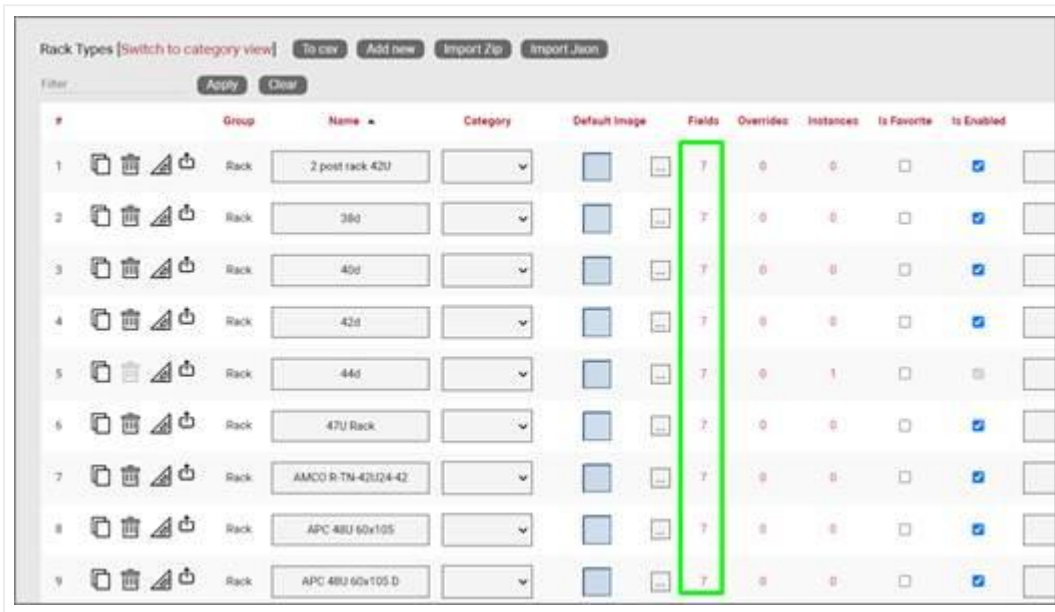 Rack Types [Switch to category view] To csv Add new Import Zip Import Json
Filter Apply Clear
# Group Name Category Default Image Fields Overrides Instances Is Favorite Is Enabled
1 Rack 2 post rack 42U ... 7 0 0
2 Rack 38d ... 7 0 0
3 Rack 40d ... 7 0 0
4 Rack 42d ... 7 0 0
5 Rack 44d ... 7 0 1
6 Rack 47U Rack ... 7 0 0
7 Rack AMCO R-TN-42U24-42 ... 7 0 0
8 Rack APC 48U 60x105 ... 7 0 0
9 Rack APC 48U 60x105 D ... 7 0 0